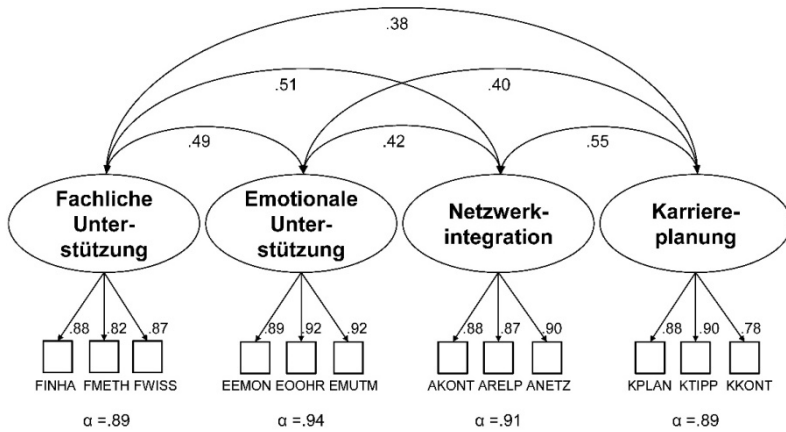 .38
.51
.40
.49
.42
.55
Fachliche
Unter-
stützung
Emotionale
Unter-
stützung
Netzwerk-
integration
Karriere-
planung
.88 .82 .87
.89 .92 .92
.88 .87 .90
.88 .90 .78
FINHA FMETH FWISS
EEMON EOOHR EMUTM
AKONT ARELP ANETZ
KPLAN KTIPP KKONT
α =.89
α =.94
α =.91
α =.89